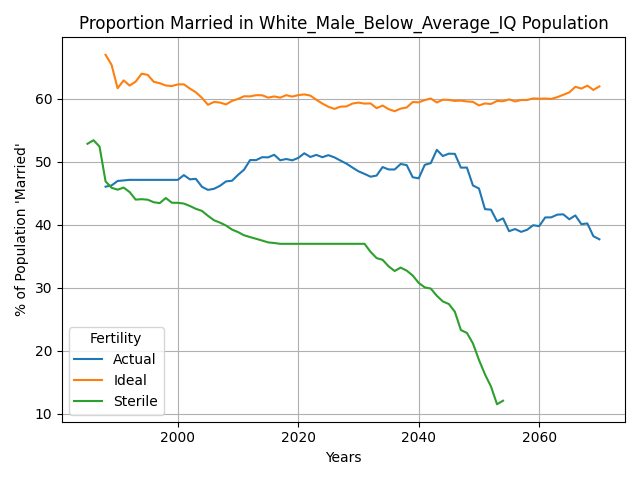 Proportion Married in White_Male_Below_Average_IQ Population
% of Population 'Married'
60
50
40
30
20
10
Fertility
Actual
Ideal
Sterile
2000
2020
2040
2060
Years